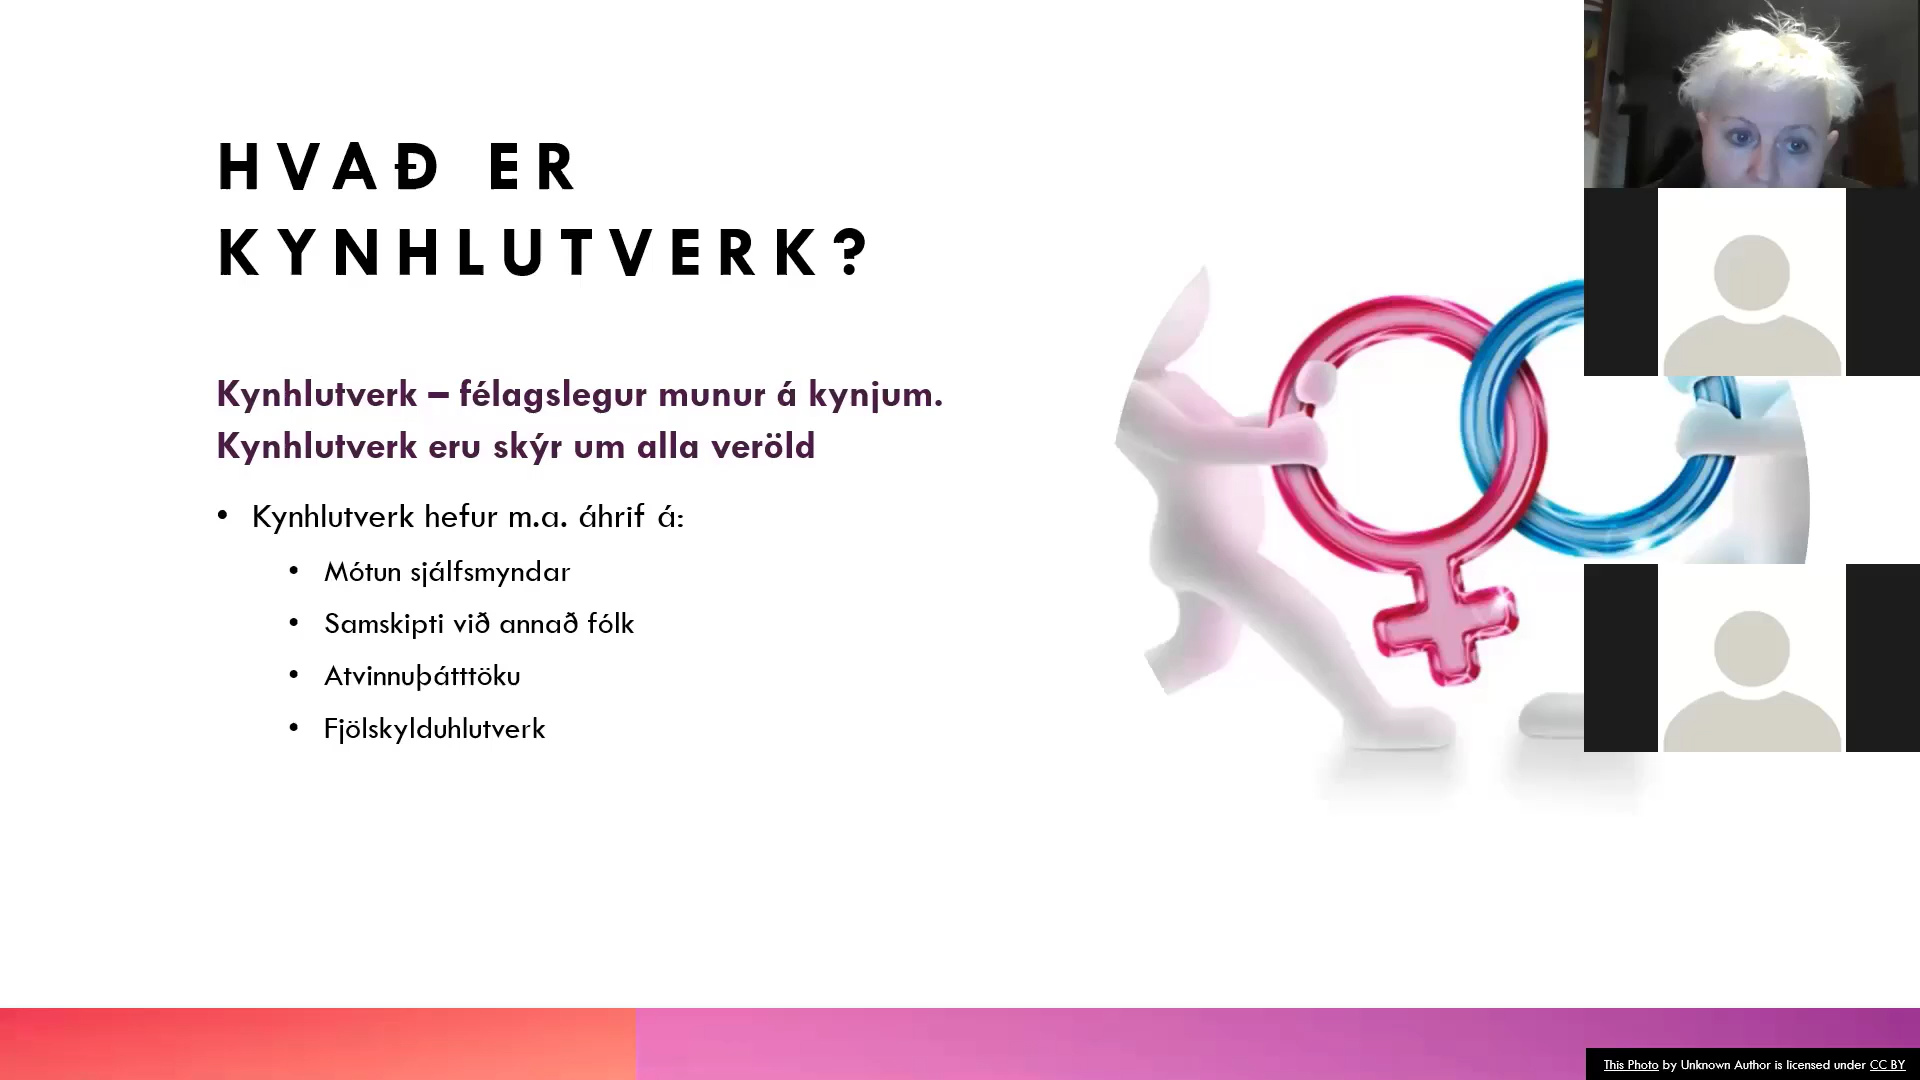 HVAÐ ER
KYNHLUTVERK?
Kynhlutverk – félagslegur munur á kynjum.
Kynhlutverk eru skýr um alla veröld
• Kynhlutverk hefur m.a. áhrif á:
• Mótun sjálfsmyndar
• Samskipti við annað fólk
• Atvinnuþátttöku
• Fjölskylduhlutverk
This Photo by Unknown Author is licensed under CC BY